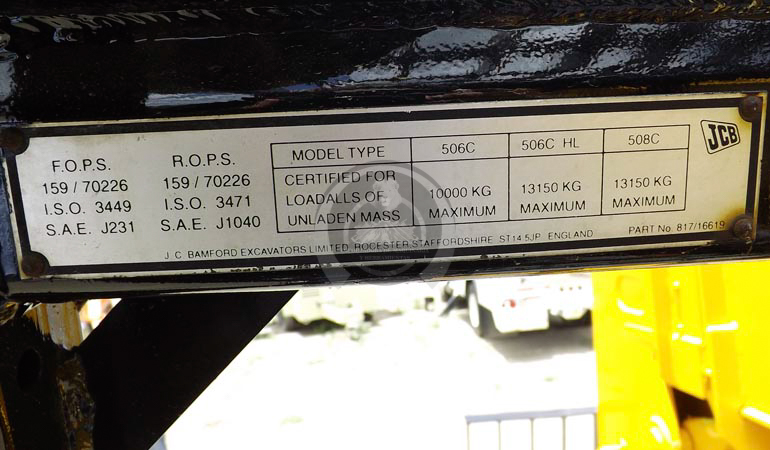 F.O.P.S.
159 / 70226
I.S.O. 3449
S.A.E. J231
R.O.P.S.
159 / 70226
I.S.O. 3471
S.A.E. J1040
MODEL TYPE 506C 506C HL 508C
CERTIFIED FOR
LOADALLS OF
UNLADEN MASS
10000 KG
MAXIMUM
13150 KG
MAXIMUM
13150 KG
MAXIMUM
JCB
J.C. BAMFORD EXCAVATORS LIMITED, ROCESTER, STAFFORDSHIRE ST14 5JP ENGLAND
PART No. 817/16619